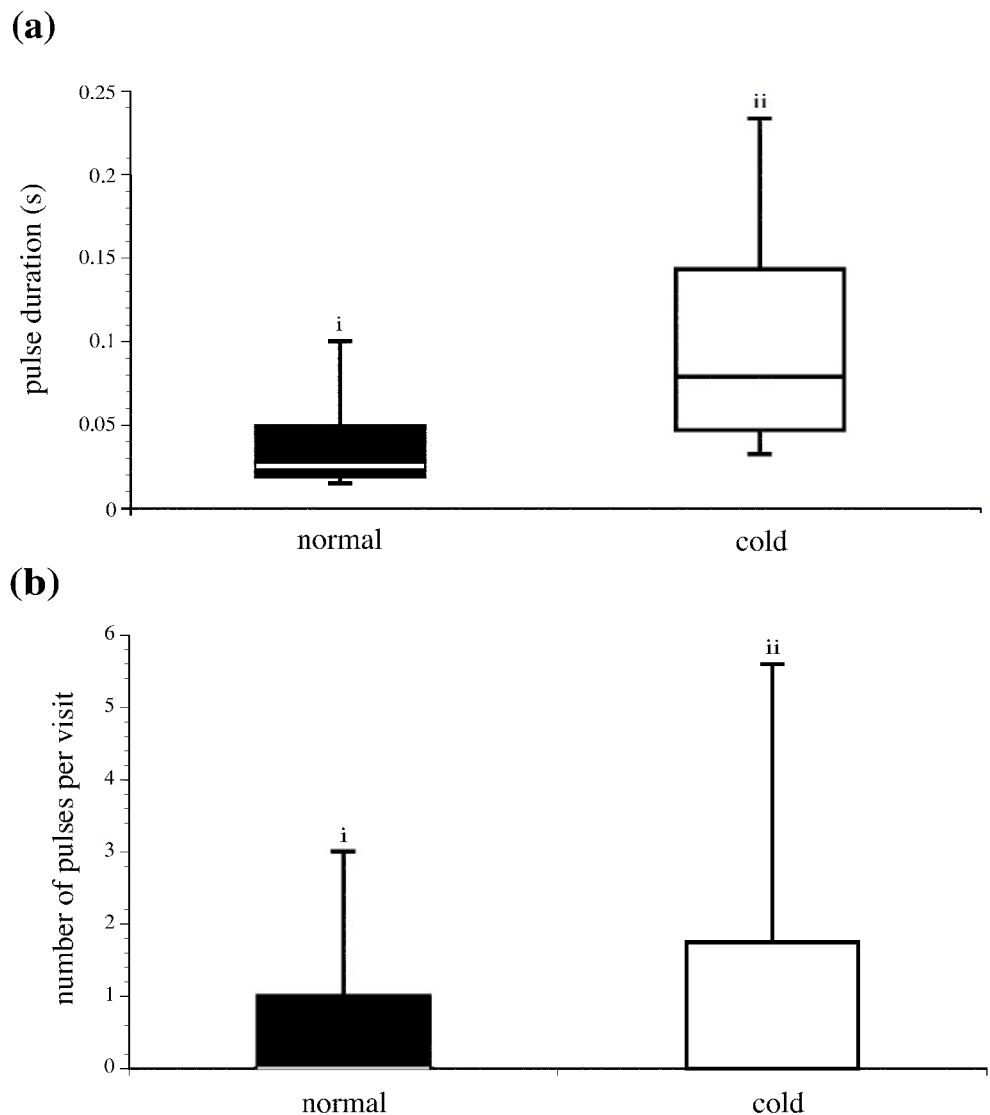 (a)
pulse duration (s)
0.25
0.2
0.15
0.1
0.05
0
i
ii
normal cold
(b)
number of pulses per visit
6
5
4
3
2
1
0
i
ii
normal cold